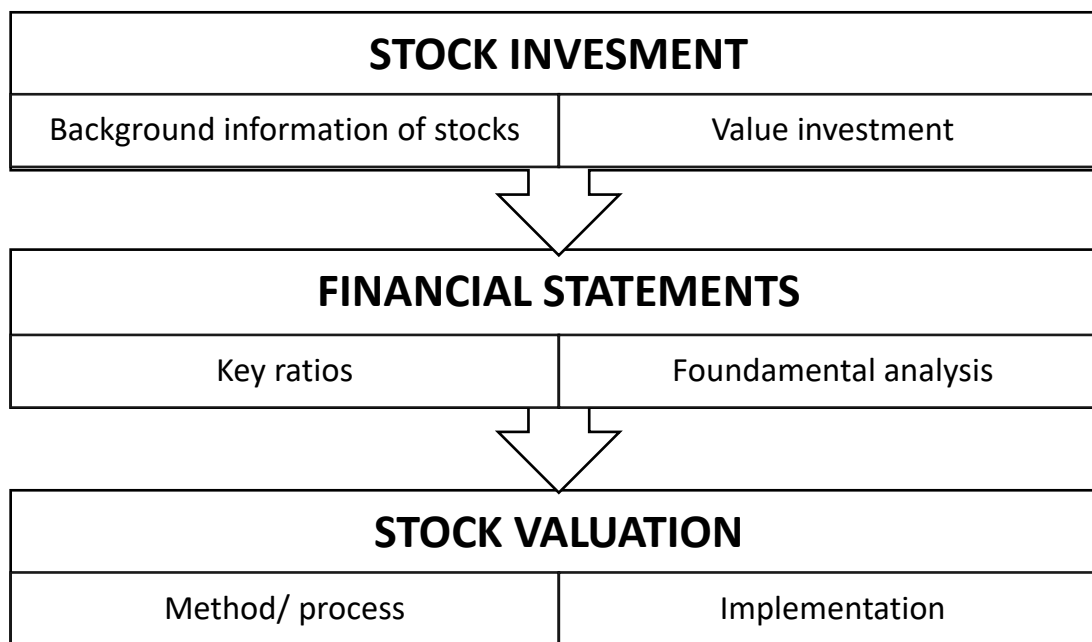 STOCK INVESMENT
Background information of stocks
Value investment
FINANCIAL STATEMENTS
Key ratios
Foundamental analysis
STOCK VALUATION
Method/ process
Implementation